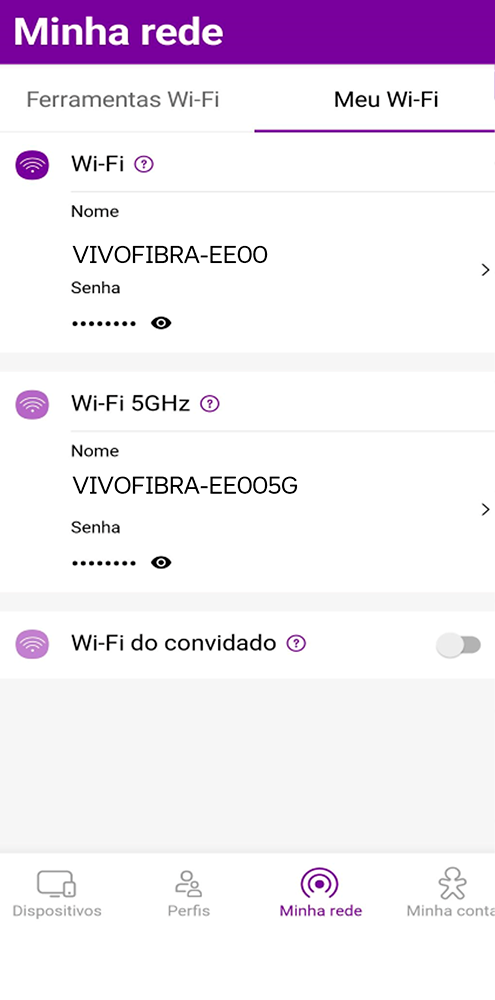 Minha rede
Ferramentas Wi-Fi Meu Wi-Fi
Wi-Fi ?
Nome
VIVOFIBRA-EE00
Senha
••••••••
Wi-Fi 5GHz ?
Nome
VIVOFIBRA-EE005G
Senha
••••••••
Wi-Fi do convidado ?
Dispositivos Perfis Minha rede Minha conta